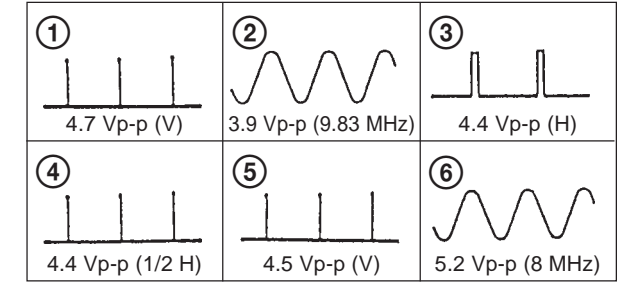 ① ② ③
4.7 Vp-p (V) 3.9 Vp-p (9.83 MHz) 4.4 Vp-p (H)
④ ⑤ ⑥
4.4 Vp-p (1/2 H) 4.5 Vp-p (V) 5.2 Vp-p (8 MHz)